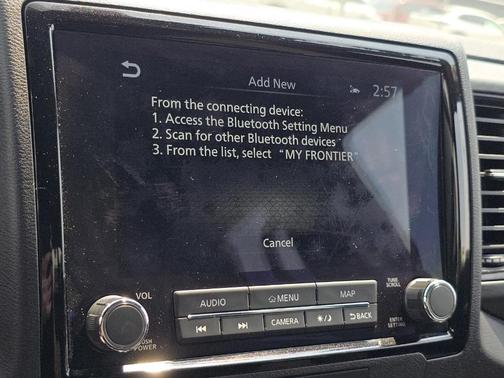 Add New
2:57
From the connecting device:
1. Access the Bluetooth Setting Menu
2. Scan for other Bluetooth devices
3. From the list, select “MY FRONTIER”
Cancel
VOL
AUDIO
MENU
MAP
TUNE
SCROLL
PUSH
POWER
CAMERA
BACK
ENTER
SETTING